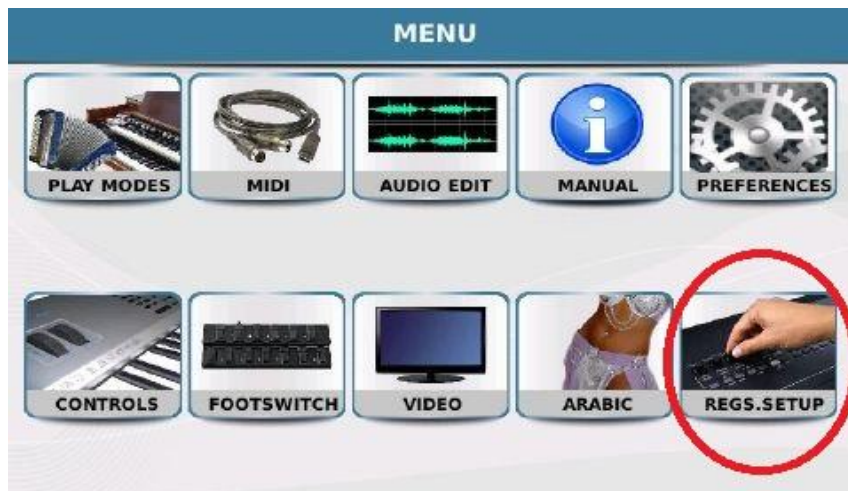 MENU
PLAY MODES
MIDI
AUDIO EDIT
MANUAL
PREFERENCES
CONTROLS
FOOTSWITCH
VIDEO
ARABIC
REGS.SETUP